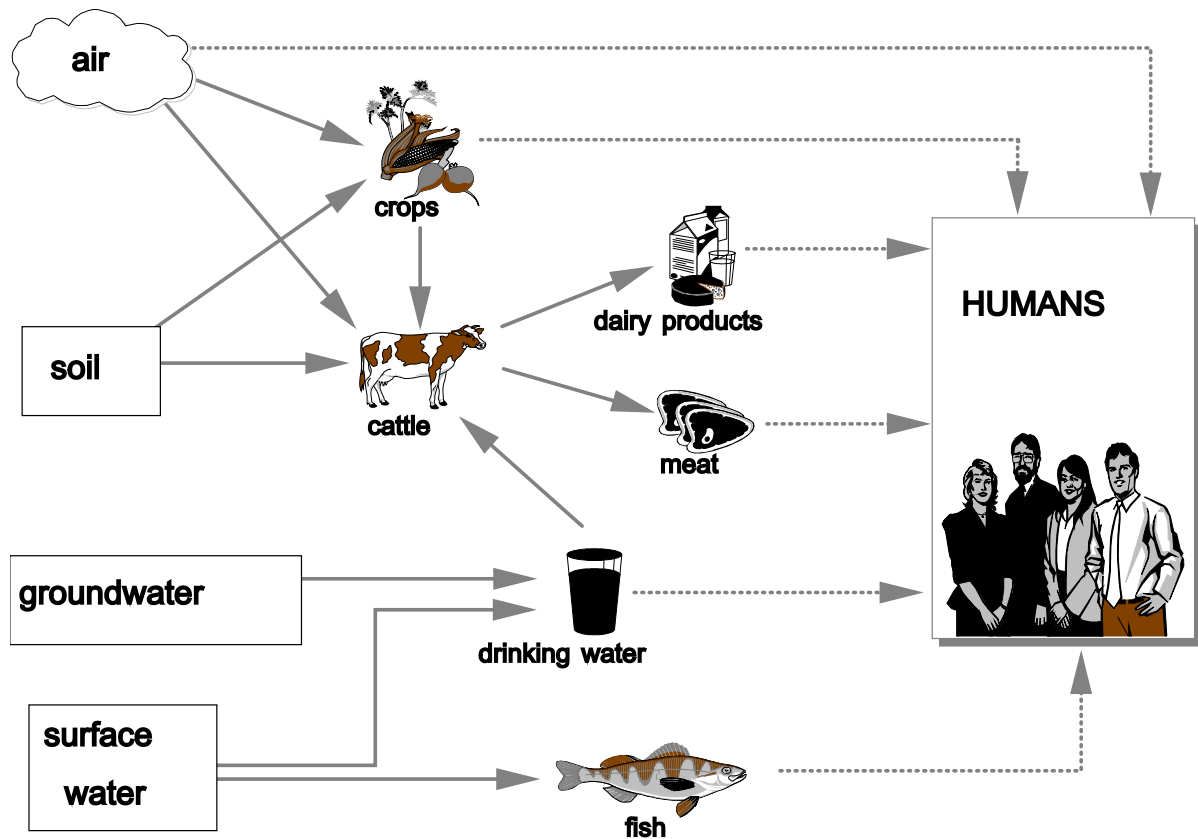 air
crops
dairy products
HUMANS
soil
cattle
meat
groundwater
drinking water
surface
water
fish